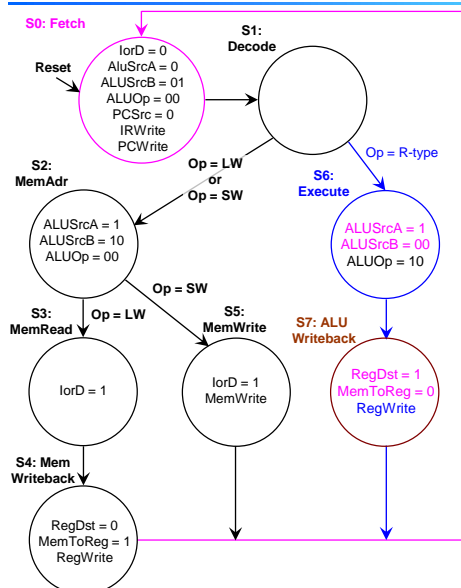 S0: Fetch
IorD = 0
AluSrcA = 0
ALUSrcB = 01
ALUOp = 00
PCSrc = 0
IRWrite
PCWrite
Reset
S1:
Decode
S2:
MemAdr
Op = LW
or
Op = SW
Op = R-type
S6:
Execute
ALUSrcA = 1
ALUSrcB = 10
ALUOp = 00
ALUSrcA = 1
ALUSrcB = 00
ALUOp = 10
S3:
MemRead
Op = LW
Op = SW
S5:
MemWrite
S7: ALU
Writeback
IorD = 1
IorD = 1
MemWrite
RegDst = 1
MemToReg = 0
RegWrite
S4: Mem
Writeback
RegDst = 0
MemToReg = 1
RegWrite